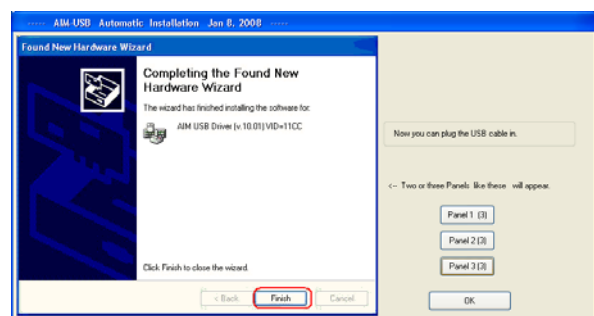 ----- AIM-USB Automatic Installation Jan 8, 2008 -----
Found New Hardware Wizard
Completing the Found New
Hardware Wizard
The wizard has finished installing the software for:
AIM USB Driver (v.10.01) VID=11CC
Click Finish to close the wizard.
< Back
Finish
Cancel
Now you can plug the USB cable in.
<-- Two or three Panels like these will appear.
Panel 1 (3)
Panel 2 (3)
Panel 3 (3)
OK